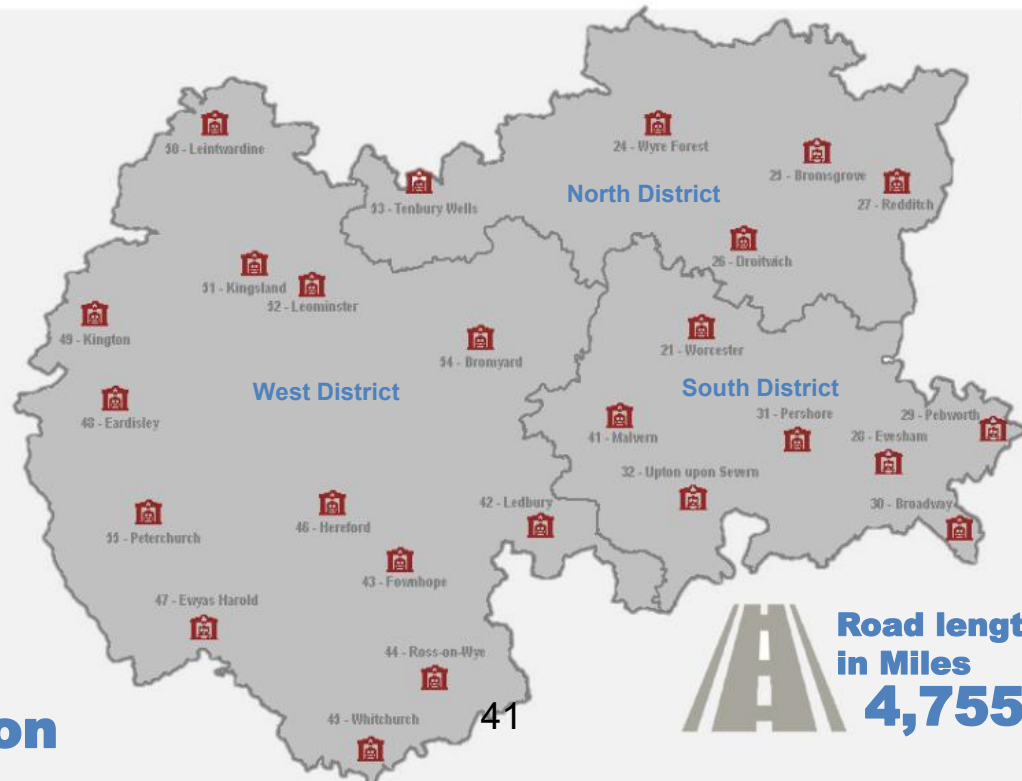 50 - Leintwardine
24 - Wyre Forest
25 - Bromsgrove
53 - Tenbury Wells
North District
27 - Redditch
26 - Droitwich
51 - Kingsland
52 - Leominster
49 - Kington
21 - Worcester
54 - Bromyard
West District
South District
48 - Eardisley
31 - Pershore
29 - Pebworth
41 - Malvern
28 - Evesham
32 - Upton upon Severn
42 - Ledbury
30 - Broadway
46 - Hereford
55 - Peterchurch
43 - Fownhope
47 - Ewyas Harold
Road lengt
in Miles
4,755
44 - Ross-on-Wye
45 - Whitchurch
41
on